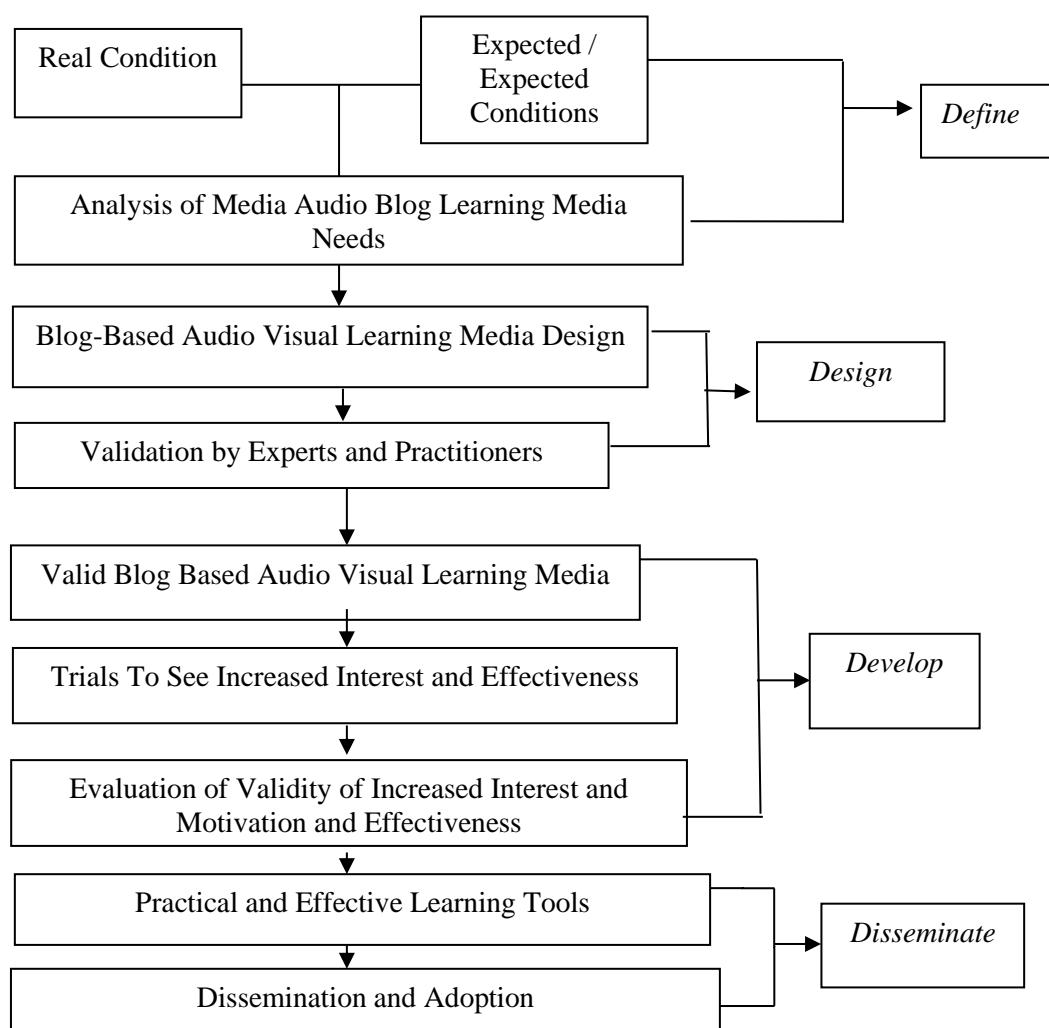 Real Condition
Expected /
Expected
Conditions
Define
Analysis of Media Audio Blog Learning Media
Needs
Blog-Based Audio Visual Learning Media Design
Design
Validation by Experts and Practitioners
Valid Blog Based Audio Visual Learning Media
Trials To See Increased Interest and Effectiveness
Develop
Evaluation of Validity of Increased Interest and
Motivation and Effectiveness
Practical and Effective Learning Tools
Disseminate
Dissemination and Adoption